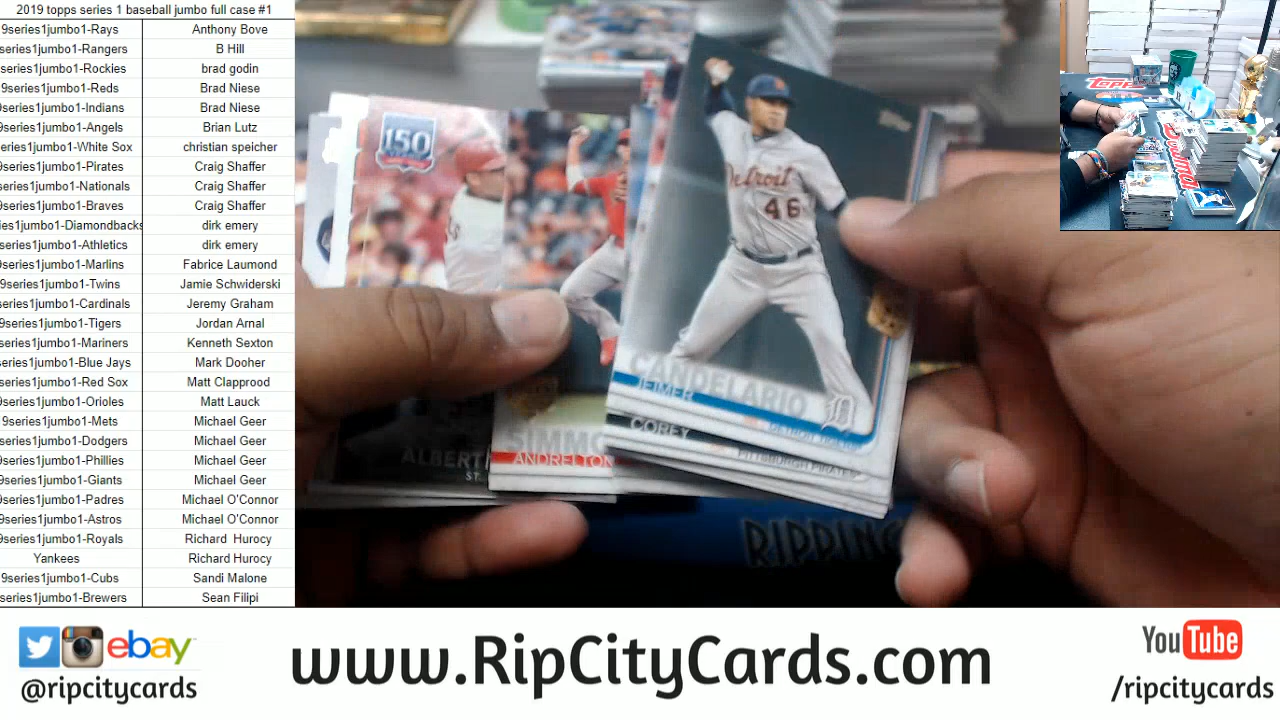 2019 topps series 1 baseball jumbo full case #1
9series1jumbo1-Rays Anthony Bove
series1jumbo1-Rangers B Hill
series1jumbo1-Rockies brad godin
9series1jumbo1-Reds Brad Niese
9series1jumbo1-Indians Brad Niese
9series1jumbo1-Angels Brian Lutz
series1jumbo1-White Sox christian speicher
9series1jumbo1-Pirates Craig Shaffer
series1jumbo1-Nationals Craig Shaffer
9series1jumbo1-Braves Craig Shaffer
ies1jumbo1-Diamondbacks dirk emery
series1jumbo1-Athletics dirk emery
series1jumbo1-Marlins Fabrice Laumond
9series1jumbo1-Twins Jamie Schwiderski
series1jumbo1-Cardinals Jeremy Graham
9series1jumbo1-Tigers Jordan Arnal
series1jumbo1-Mariners Kenneth Sexton
series1jumbo1-Blue Jays Mark Dooher
series1jumbo1-Red Sox Matt Clapprood
series1jumbo1-Orioles Matt Lauck
9series1jumbo1-Mets Michael Geer
series1jumbo1-Dodgers Michael Geer
series1jumbo1-Phillies Michael Geer
9series1jumbo1-Giants Michael Geer
9series1jumbo1-Padres Michael O'Connor
9series1jumbo1-Astros Michael O'Connor
9series1jumbo1-Royals Richard Hurocy
Yankees Richard Hurocy
9series1jumbo1-Cubs Sandi Malone
series1jumbo1-Brewers Sean Filipi
150
Topps
Detroit
46
CANDELARIO
JEIMER
DETROIT TIGERS
COREY
PITTSBURGH PIRATES
SIMMO
ANDRELTON
ALBERT
ST.
RIPPING
topps
ebay
@ripcitycards
www.RipCityCards.com
YouTube
/ripcitycards